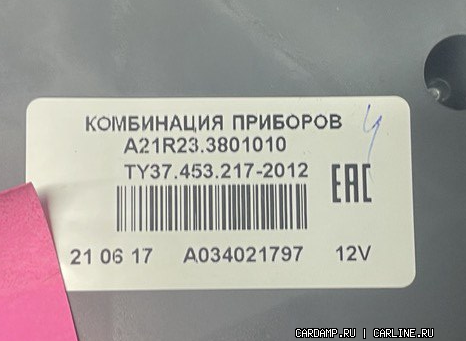 КОМБИНАЦИЯ ПРИБОРОВ
A21R23.3801010
ТУ37.453.217-2012
EAC
21 06 17 A034021797 12V
CARDAMP.RU | CARLINE.RU